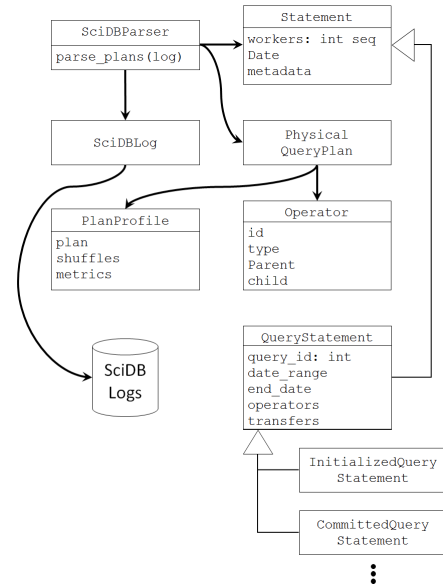 SciDBParser
parse_plans(log)
Statement
workers: int seq
Date
metadata
SciDBLog
Physical
QueryPlan
PlanProfile
plan
shuffles
metrics
Operator
id
type
Parent
child
SciDB
Logs
QueryStatement
query_id: int
date_range
end_date
operators
transfers
InitializedQuery
Statement
CommittedQuery
Statement